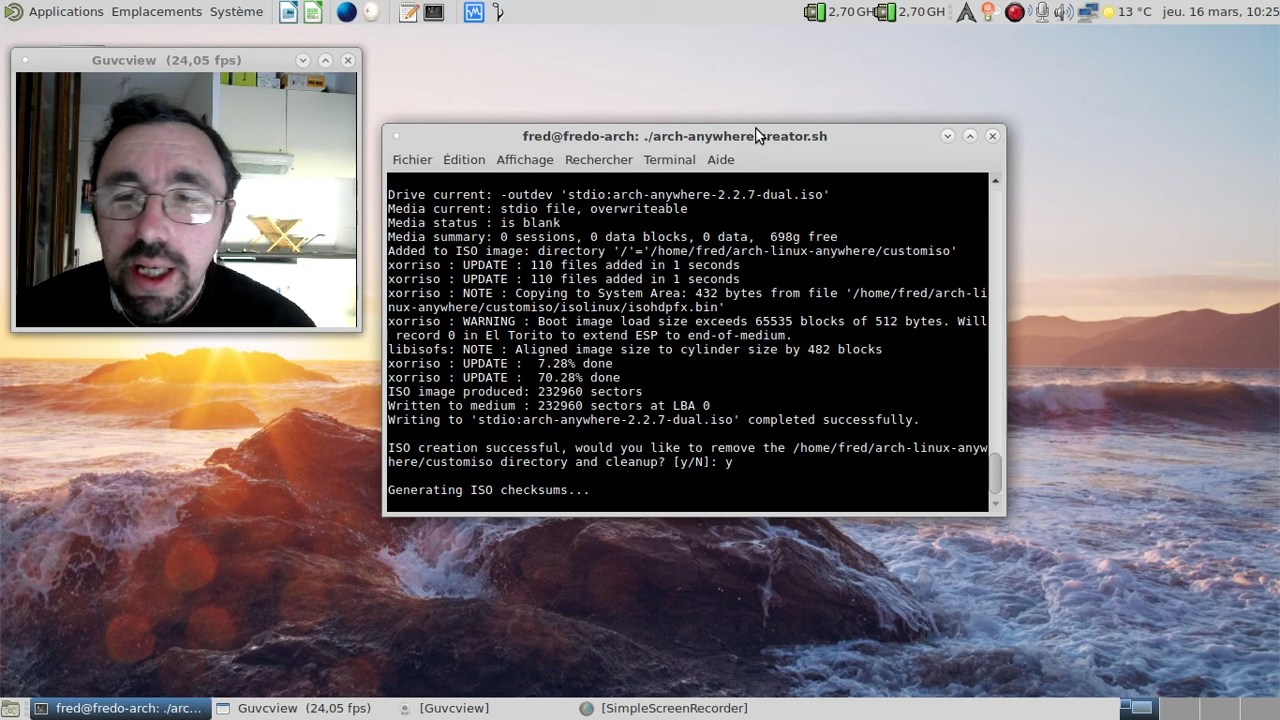 Applications Emplacements Système
2,70 GH 2,70 GH 13 °C jeu. 16 mars, 10:25
Guvcview (24,05 fps)
fred@fredo-arch: ./arch-anywhere-creator.sh
Fichier Édition Affichage Rechercher Terminal Aide
Drive current: -outdev 'stdio:arch-anywhere-2.2.7-dual.iso'
Media current: stdio file, overwriteable
Media status : is blank
Media summary: 0 sessions, 0 data blocks, 0 data, 698g free
Added to ISO image: directory '/'='/home/fred/arch-linux-anywhere/customiso'
xorriso : UPDATE : 110 files added in 1 seconds
xorriso : UPDATE : 110 files added in 1 seconds
xorriso : NOTE : Copying to System Area: 432 bytes from file '/home/fred/arch-li
nux-anywhere/customiso/isolinux/isohdpfx.bin'
xorriso : WARNING : Boot image load size exceeds 65535 blocks of 512 bytes. Will
record 0 in El Torito to extend ESP to end-of-medium.
libisofs: NOTE : Aligned image size to cylinder size by 482 blocks
xorriso : UPDATE : 7.28% done
xorriso : UPDATE : 70.28% done
ISO image produced: 232960 sectors
Written to medium : 232960 sectors at LBA 0
Writing to 'stdio:arch-anywhere-2.2.7-dual.iso' completed successfully.
ISO creation successful, would you like to remove the /home/fred/arch-linux-anyw
here/customiso directory and cleanup? [y/N]: y
Generating ISO checksums...
fred@fredo-arch: ./arc... Guvcview (24,05 fps) [Guvcview] [SimpleScreenRecorder]